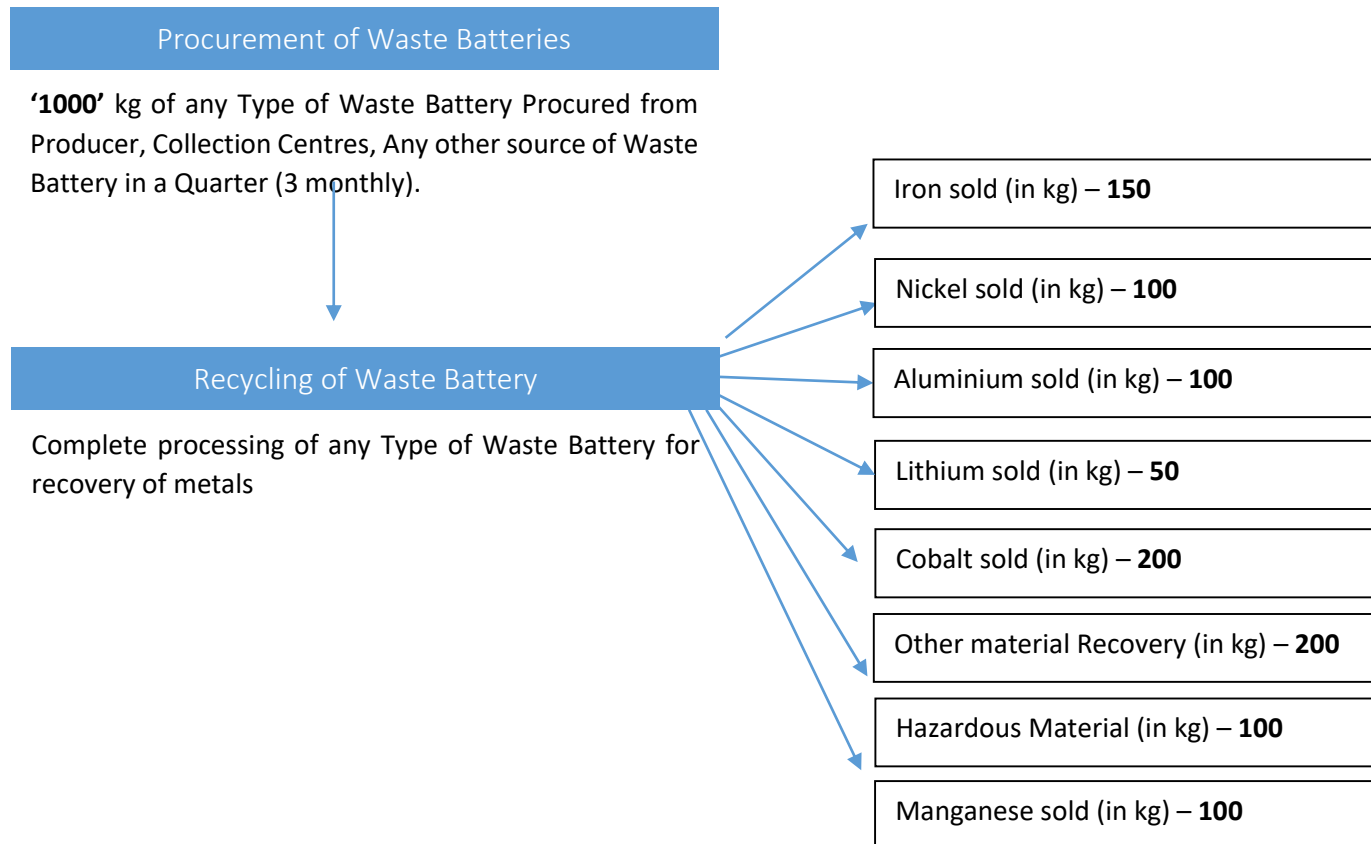 Procurement of Waste Batteries
‘1000’ kg of any Type of Waste Battery Procured from
Producer, Collection Centres, Any other source of Waste
Battery in a Quarter (3 monthly).
Recycling of Waste Battery
Complete processing of any Type of Waste Battery for
recovery of metals
Iron sold (in kg) – 150
Nickel sold (in kg) – 100
Aluminium sold (in kg) – 100
Lithium sold (in kg) – 50
Cobalt sold (in kg) – 200
Other material Recovery (in kg) – 200
Hazardous Material (in kg) – 100
Manganese sold (in kg) – 100